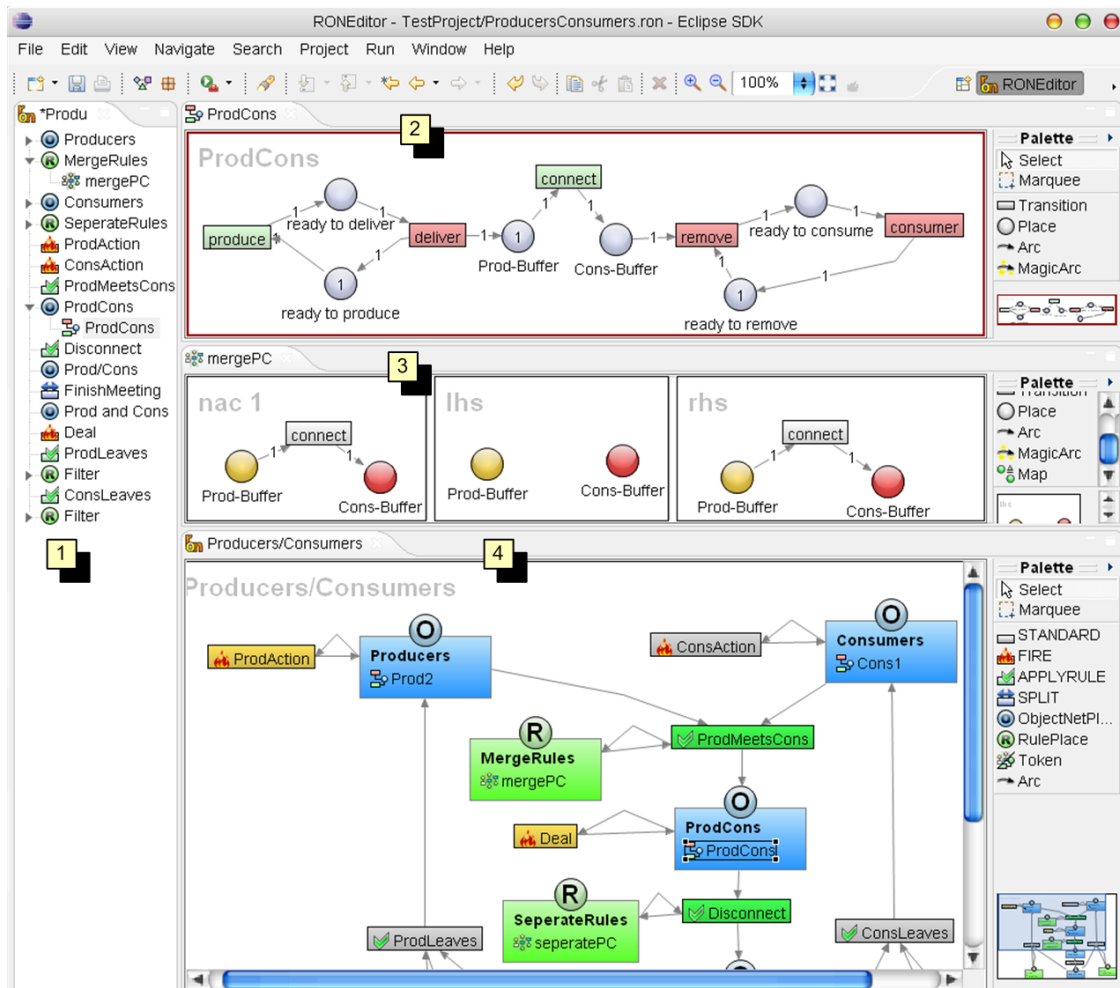 RONEditor - TestProject/ProducersConsumers.ron - Eclipse SDK
File Edit View Navigate Search Project Run Window Help
100%
RONEditor
*Produ
Producers
MergeRules
mergePC
Consumers
SeperateRules
ProdAction
ConsAction
ProdMeetsCons
ProdCons
ProdCons
Disconnect
Prod/Cons
FinishMeeting
Prod and Cons
Deal
ProdLeaves
Filter
ConsLeaves
Filter
1
ProdCons
2
ProdCons
produce
1
1
ready to deliver
1
deliver
1
1
ready to produce
1
1
Prod-Buffer
1
connect
1
Cons-Buffer
1
remove
1
ready to consume
1
consumer
1
1
1
ready to remove
Palette
Select
Marquee
Transition
Place
Arc
MagicArc
mergePC
3
nac 1
connect
1
1
Prod-Buffer
Cons-Buffer
lhs
Prod-Buffer
Cons-Buffer
rhs
connect
1
1
Prod-Buffer
Cons-Buffer
Palette
Transition
Place
Arc
MagicArc
Map
lhs
Producers/Consumers
4
Producers/Consumers
ProdAction
O
Producers
Prod2
ConsAction
O
Consumers
Cons1
R
MergeRules
mergePC
ProdMeetsCons
O
ProdCons
ProdCons
Deal
R
SeperateRules
seperatePC
Disconnect
ProdLeaves
ConsLeaves
Palette
Select
Marquee
STANDARD
FIRE
APPLYRULE
SPLIT
ObjectNetPl...
RulePlace
Token
Arc